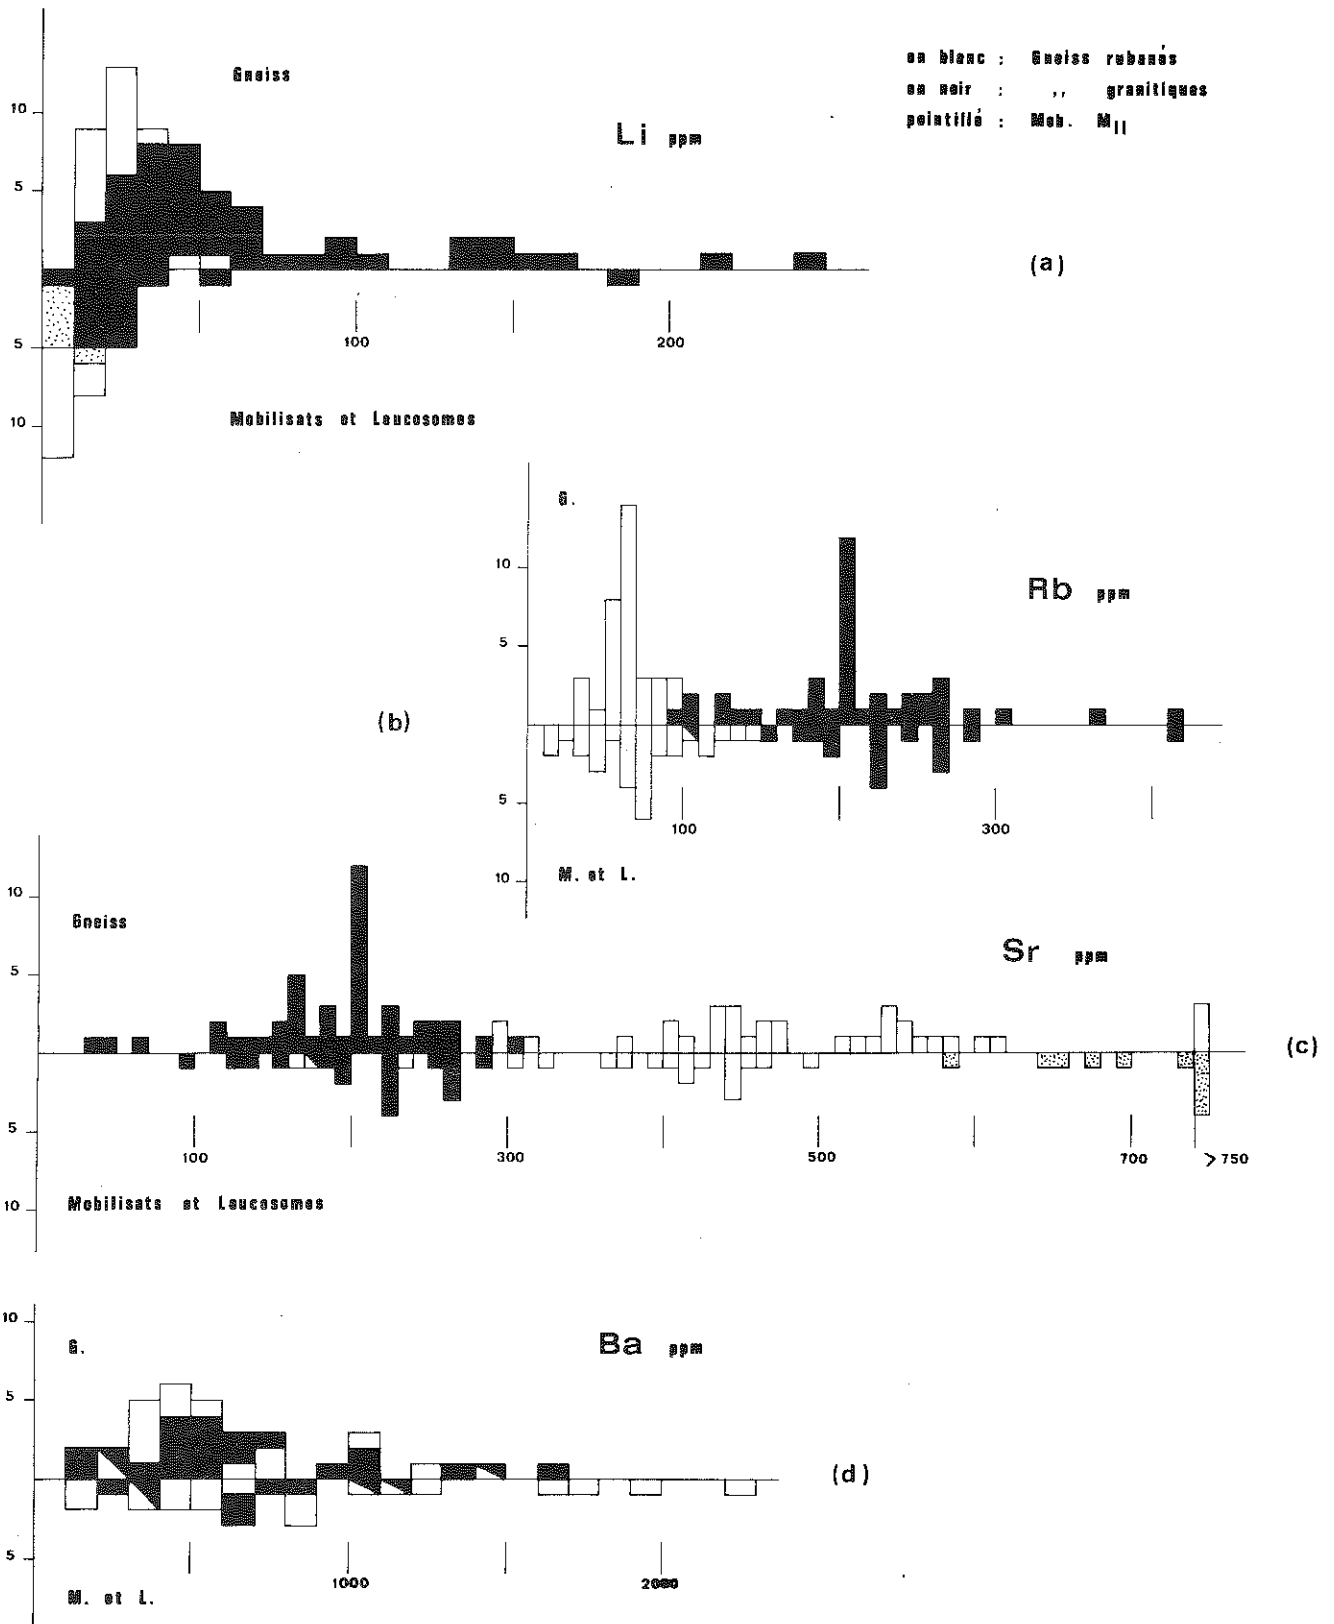 en blanc : Gneiss rubanés
en noir : ,, granitiques
pointillé : Mob. M II
Gneiss
Li ppm
10
5
5
10
100
200
(a)
Mobilisats et Leucosomes
G.
Rb ppm
10
5
5
10
100
300
(b)
M. et L.
Gneiss
Sr ppm
10
5
5
10
100
300
500
700
>750
(c)
Mobilisats et Leucosomes
G.
Ba ppm
10
5
5
1000
2000
(d)
M. et L.